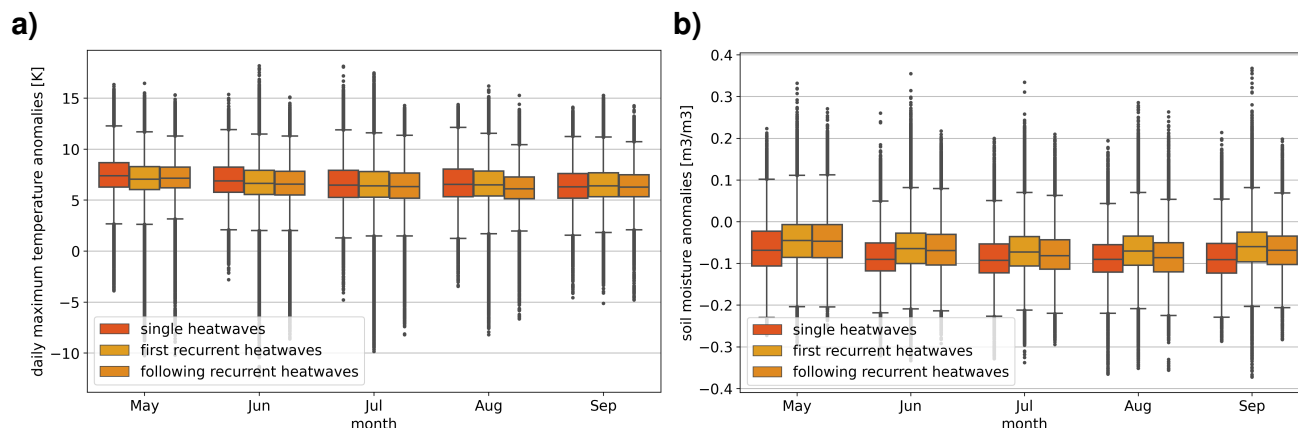 a)
daily maximum temperature anomalies [K]
15
10
5
0
−5
−10
single heatwaves
first recurrent heatwaves
following recurrent heatwaves
May Jun Jul Aug Sep
month
b)
soil moisture anomalies [m3/m3]
0.4
0.3
0.2
0.1
0.0
−0.1
−0.2
−0.3
−0.4
single heatwaves
first recurrent heatwaves
following recurrent heatwaves
May Jun Jul Aug Sep
month